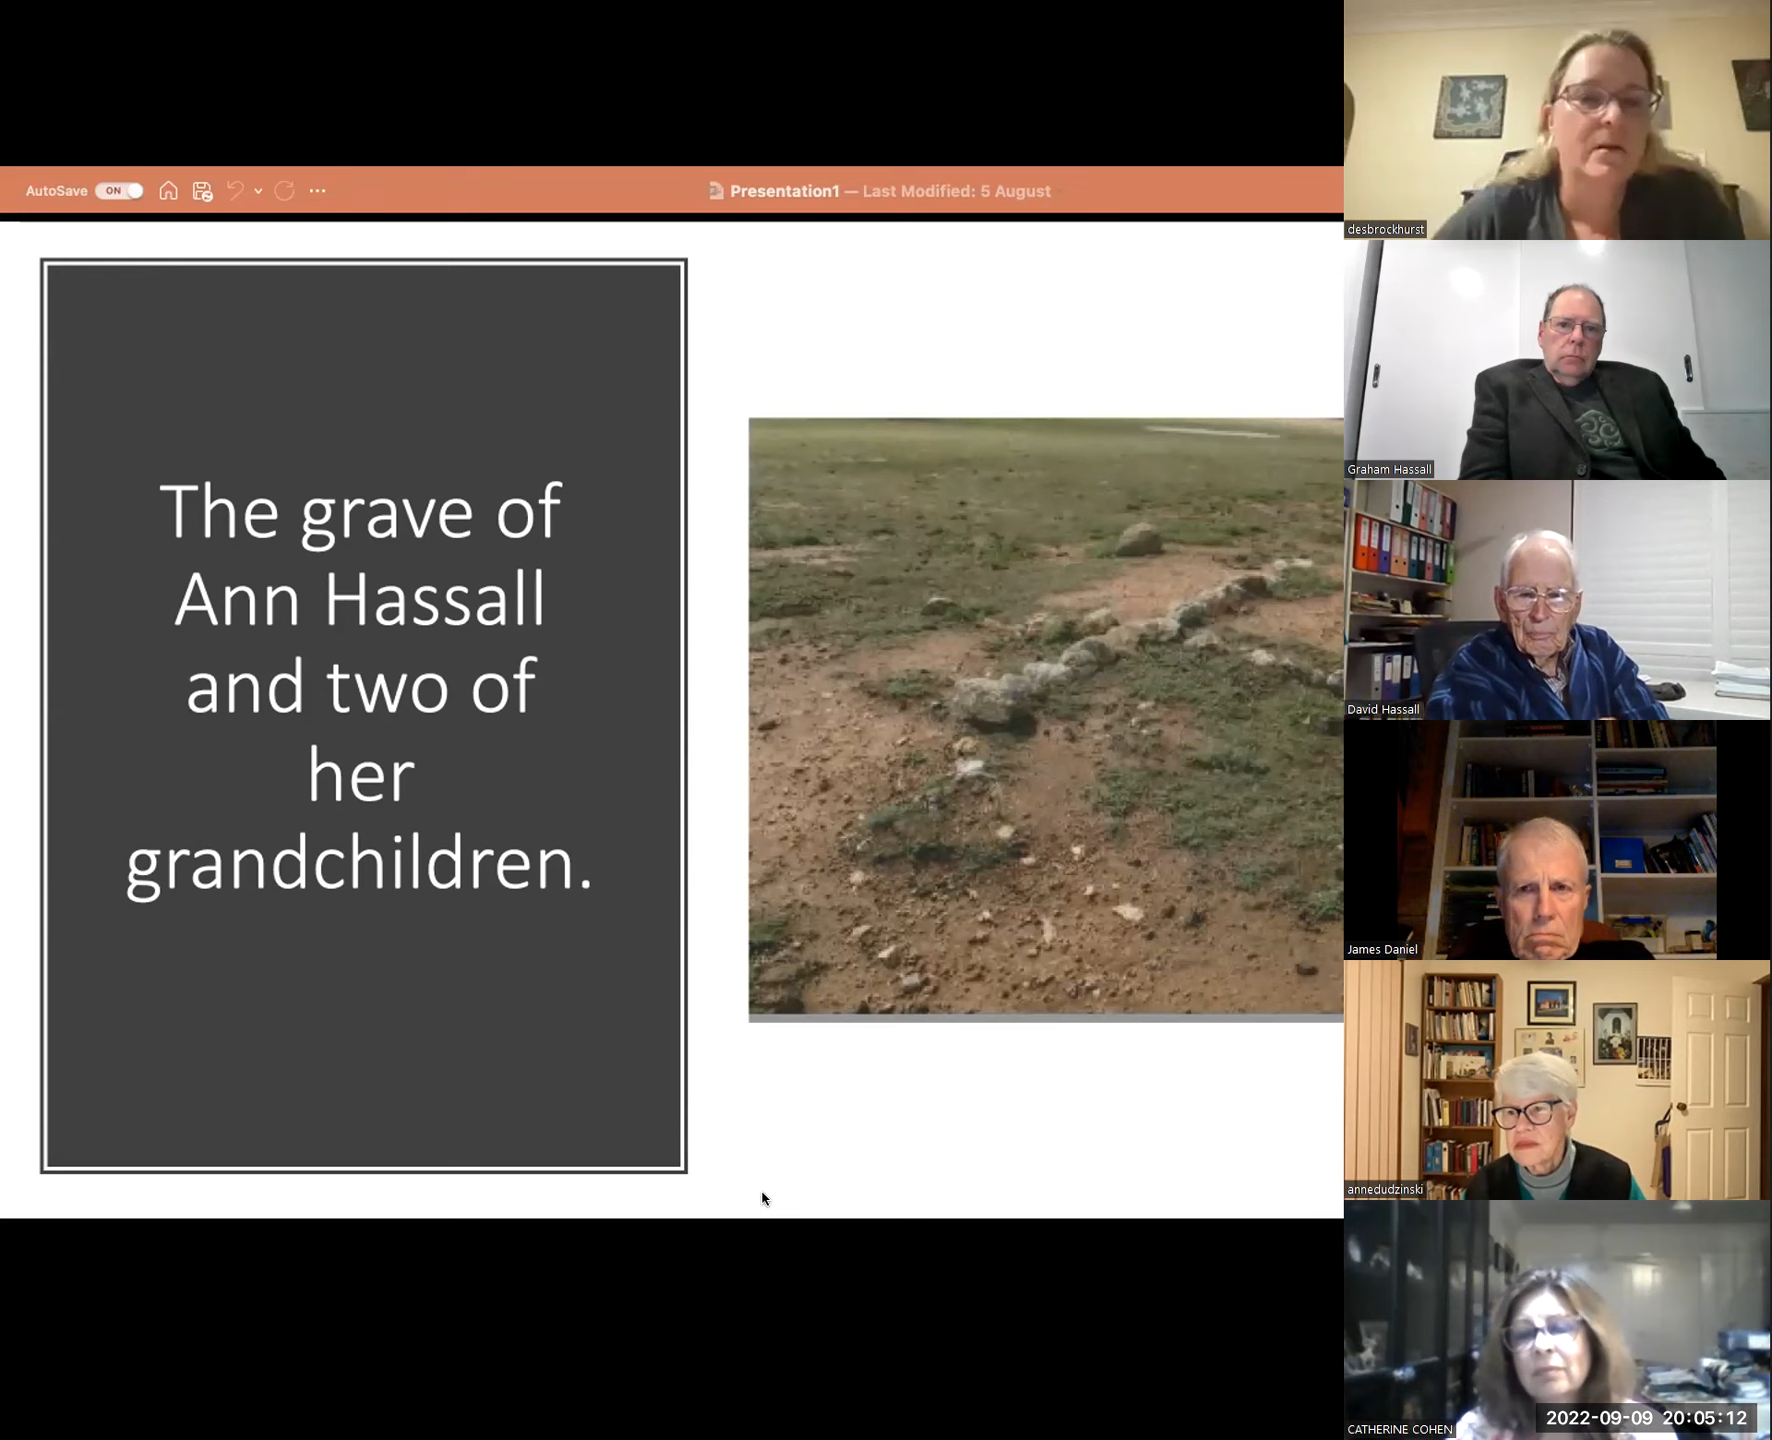 AutoSave ON
Presentation1 — Last Modified: 5 August
The grave of
Ann Hassall
and two of
her
grandchildren.
desbrockhurst
Graham Hassall
David Hassall
James Daniel
annedudzinski
CATHERINE COHEN
2022-09-09 20:05:12